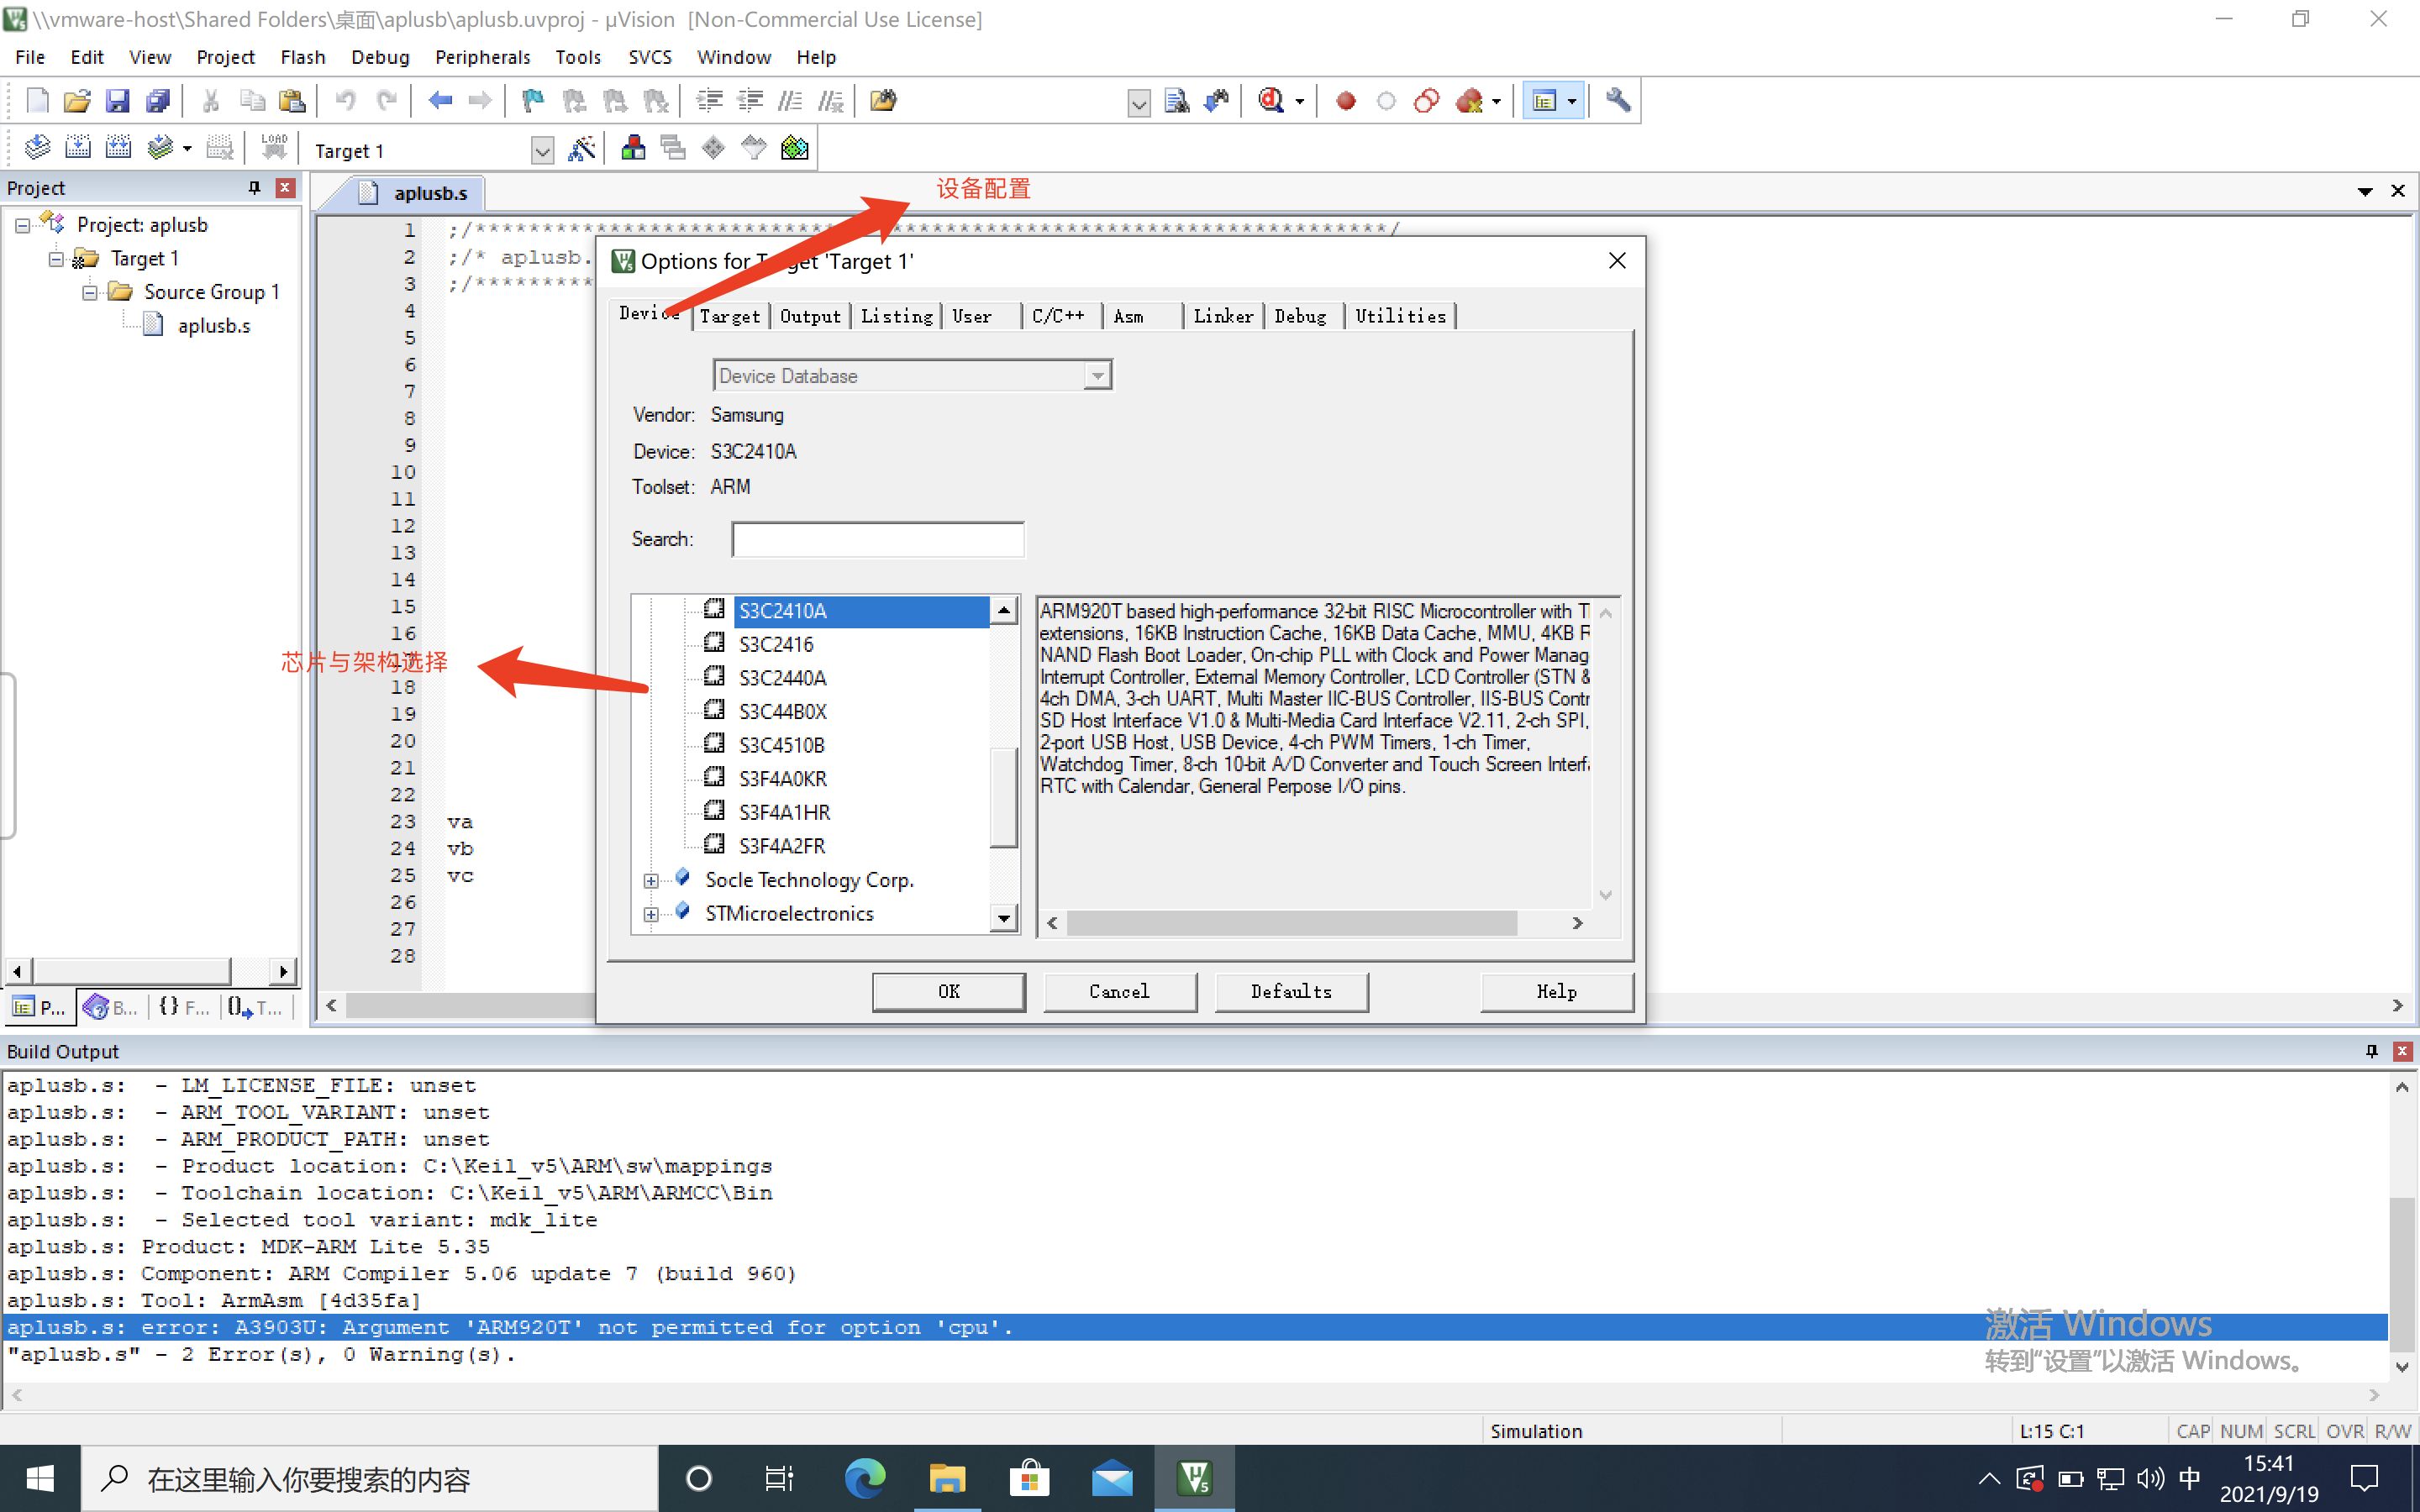 \\vmware-host\Shared Folders\桌面\aplusb\aplusb.uvproj - µVision  [Non-Commercial Use License]
File Edit View Project Flash Debug Peripherals Tools SVCS Window Help
LOAD
Target 1
Project
aplusb.s
设备配置
Project: aplusb
Target 1
Source Group 1
aplusb.s
1 ;/********************************************************************/
2 ;/* aplusb.
3 ;/*********
4
5
6
7
8
9
10
11
12
13
14
15
16
芯片与架构选择
18
19
20
21
22
23 va
24 vb
25 vc
26
27
28
Options for Target 'Target 1'
Device Target Output Listing User C/C++ Asm Linker Debug Utilities
Device Database
Vendor: Samsung
Device: S3C2410A
Toolset: ARM
Search:
S3C2410A
S3C2416
S3C2440A
S3C44B0X
S3C4510B
S3F4A0KR
S3F4A1HR
S3F4A2FR
Socle Technology Corp.
STMicroelectronics
ARM920T based high-performance 32-bit RISC Microcontroller with T
extensions, 16KB Instruction Cache, 16KB Data Cache, MMU, 4KB R
NAND Flash Boot Loader, On-chip PLL with Clock and Power Manag
Interrupt Controller, External Memory Controller, LCD Controller (STN &
4ch DMA, 3-ch UART, Multi Master IIC-BUS Controller, IIS-BUS Contr
SD Host Interface V1.0 & Multi-Media Card Interface V2.11, 2-ch SPI,
2-port USB Host, USB Device, 4-ch PWM Timers, 1-ch Timer,
Watchdog Timer, 8-ch 10-bit A/D Converter and Touch Screen Interf
RTC with Calendar, General Perpose I/O pins.
OK Cancel Defaults Help
P... B... {} F... T...
Build Output
aplusb.s:  - LM_LICENSE_FILE: unset
aplusb.s:  - ARM_TOOL_VARIANT: unset
aplusb.s:  - ARM_PRODUCT_PATH: unset
aplusb.s:  - Product location: C:\Keil_v5\ARM\sw\mappings
aplusb.s:  - Toolchain location: C:\Keil_v5\ARM\ARMCC\Bin
aplusb.s:  - Selected tool variant: mdk_lite
aplusb.s: Product: MDK-ARM Lite 5.35
aplusb.s: Component: ARM Compiler 5.06 update 7 (build 960)
aplusb.s: Tool: ArmAsm [4d35fa]
aplusb.s: error: A3903U: Argument 'ARM920T' not permitted for option 'cpu'.
"aplusb.s" - 2 Error(s), 0 Warning(s).
激活 Windows
转到“设置”以激活 Windows。
Simulation L:15 C:1 CAP NUM SCRL OVR R/W
在这里输入你要搜索的内容
中
15:41
2021/9/19